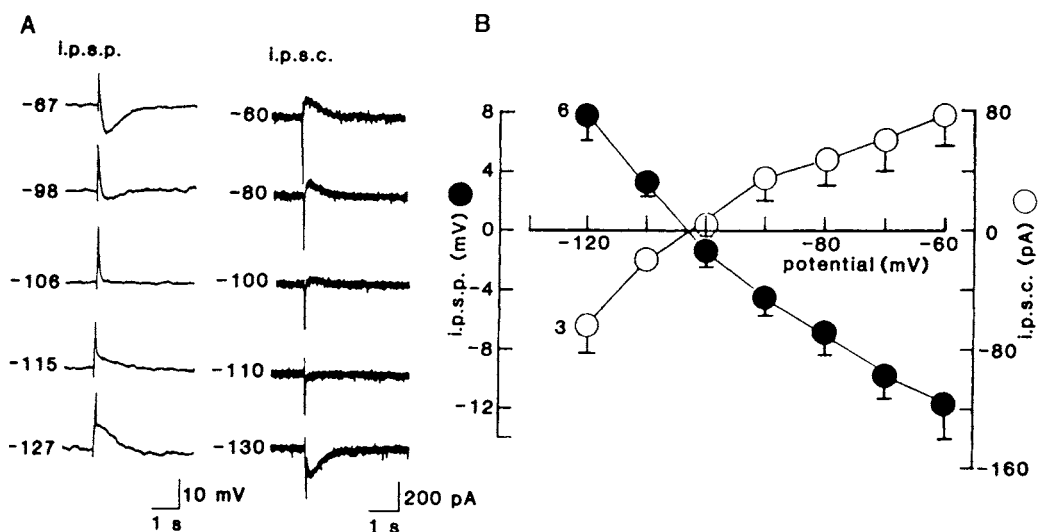 A
i.p.s.p.
i.p.s.c.
-67
-98
-106
-115
-127
10 mV
1 s
-60
-80
-100
-110
-130
200 pA
1 s
B
8
4
0
-4
-8
-12
i.p.s.p. (mV)
6
3
-120
-80
-60
potential (mV)
80
0
-80
-160
i.p.s.c. (pA)